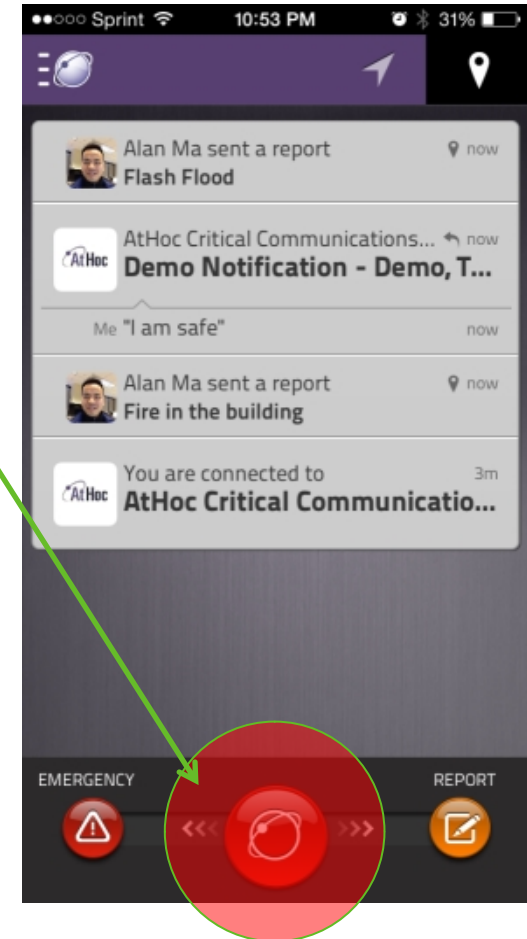 Sprint 10:53 PM 31%
Alan Ma sent a report now
Flash Flood
AtHoc Critical Communications... now
AtHoc
Demo Notification - Demo, T...
Me "I am safe" now
Alan Ma sent a report now
Fire in the building
You are connected to 3m
AtHoc
AtHoc Critical Communicatio...
EMERGENCY REPORT
<<< >>>